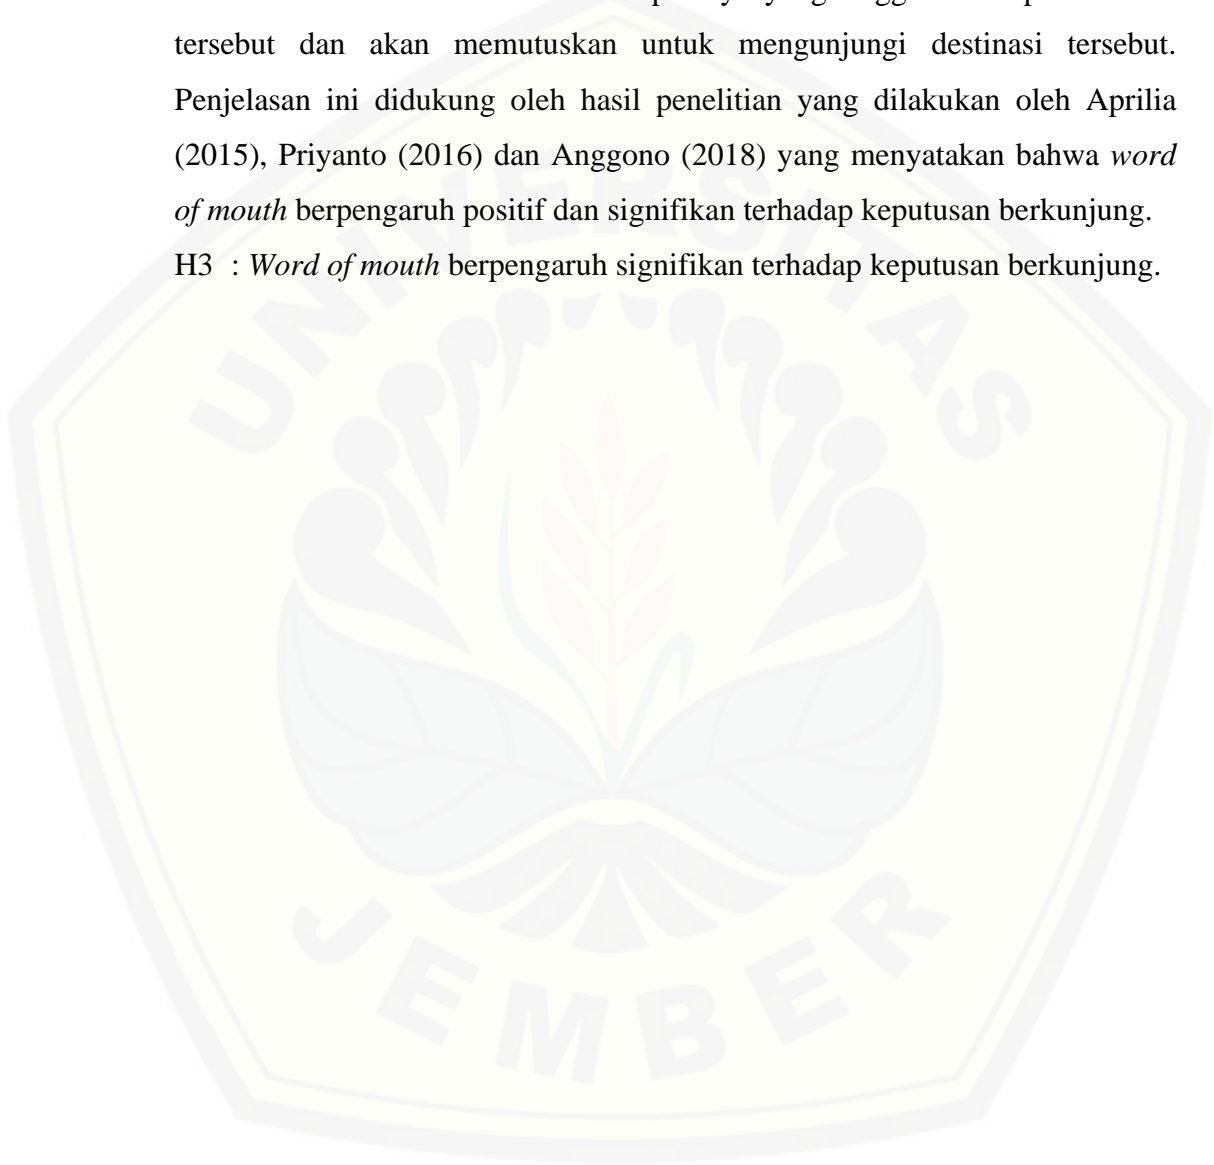 tersebut dan akan memutuskan untuk mengunjungi destinasi tersebut.
Penjelasan ini didukung oleh hasil penelitian yang dilakukan oleh Aprilia
(2015), Priyanto (2016) dan Anggono (2018) yang menyatakan bahwa word
of mouth berpengaruh positif dan signifikan terhadap keputusan berkunjung.
H3 : Word of mouth berpengaruh signifikan terhadap keputusan berkunjung.
UNIVERSITAS
JEMBER